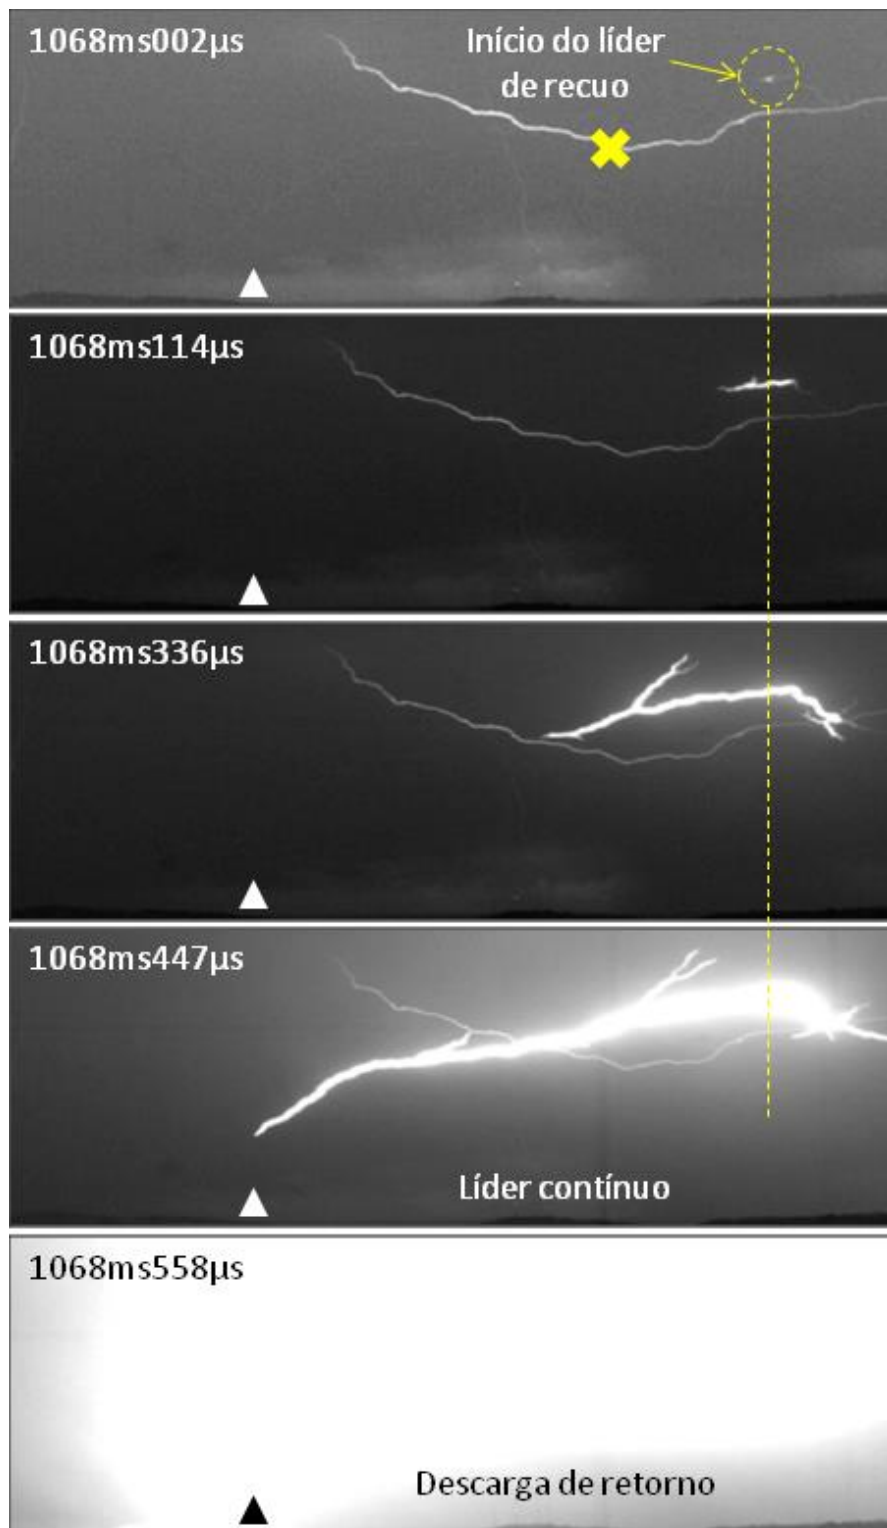 1068ms002µs
Início do líder
de recuo
1068ms114µs
1068ms336µs
1068ms447µs
Líder contínuo
1068ms558µs
Descarga de retorno